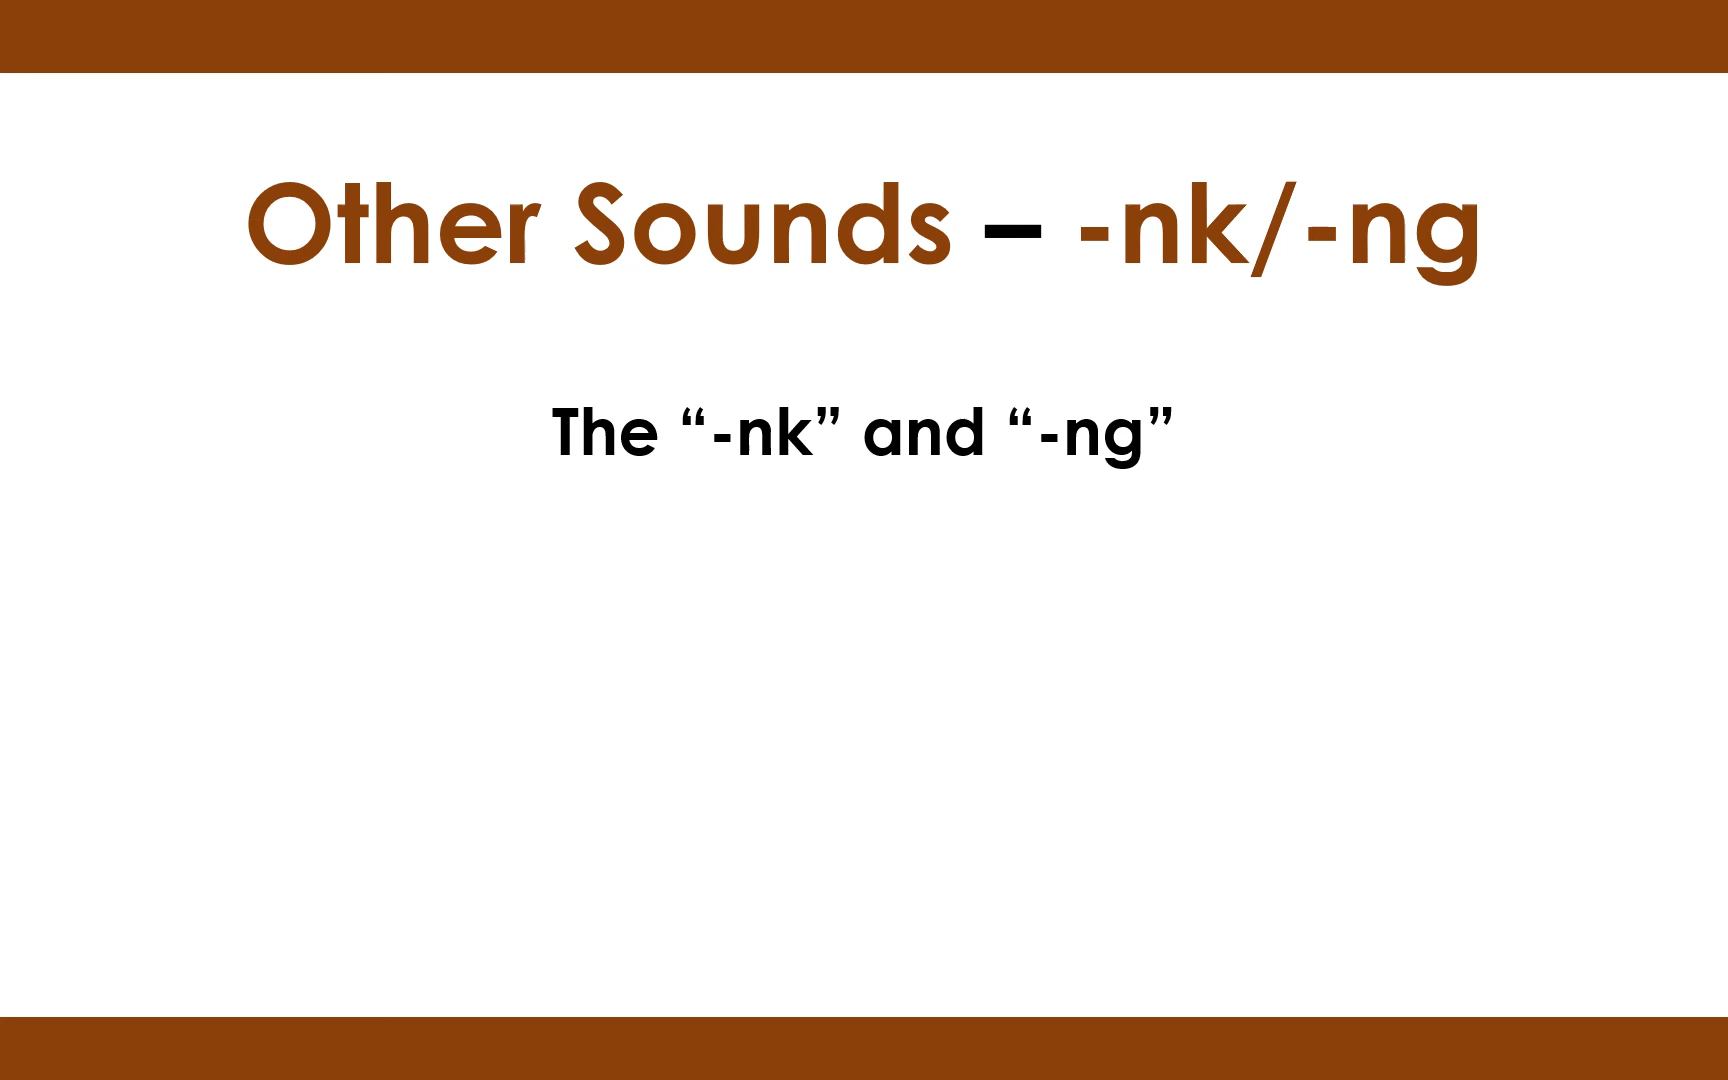 Other Sounds – -nk/-ng
The “-nk” and “-ng”